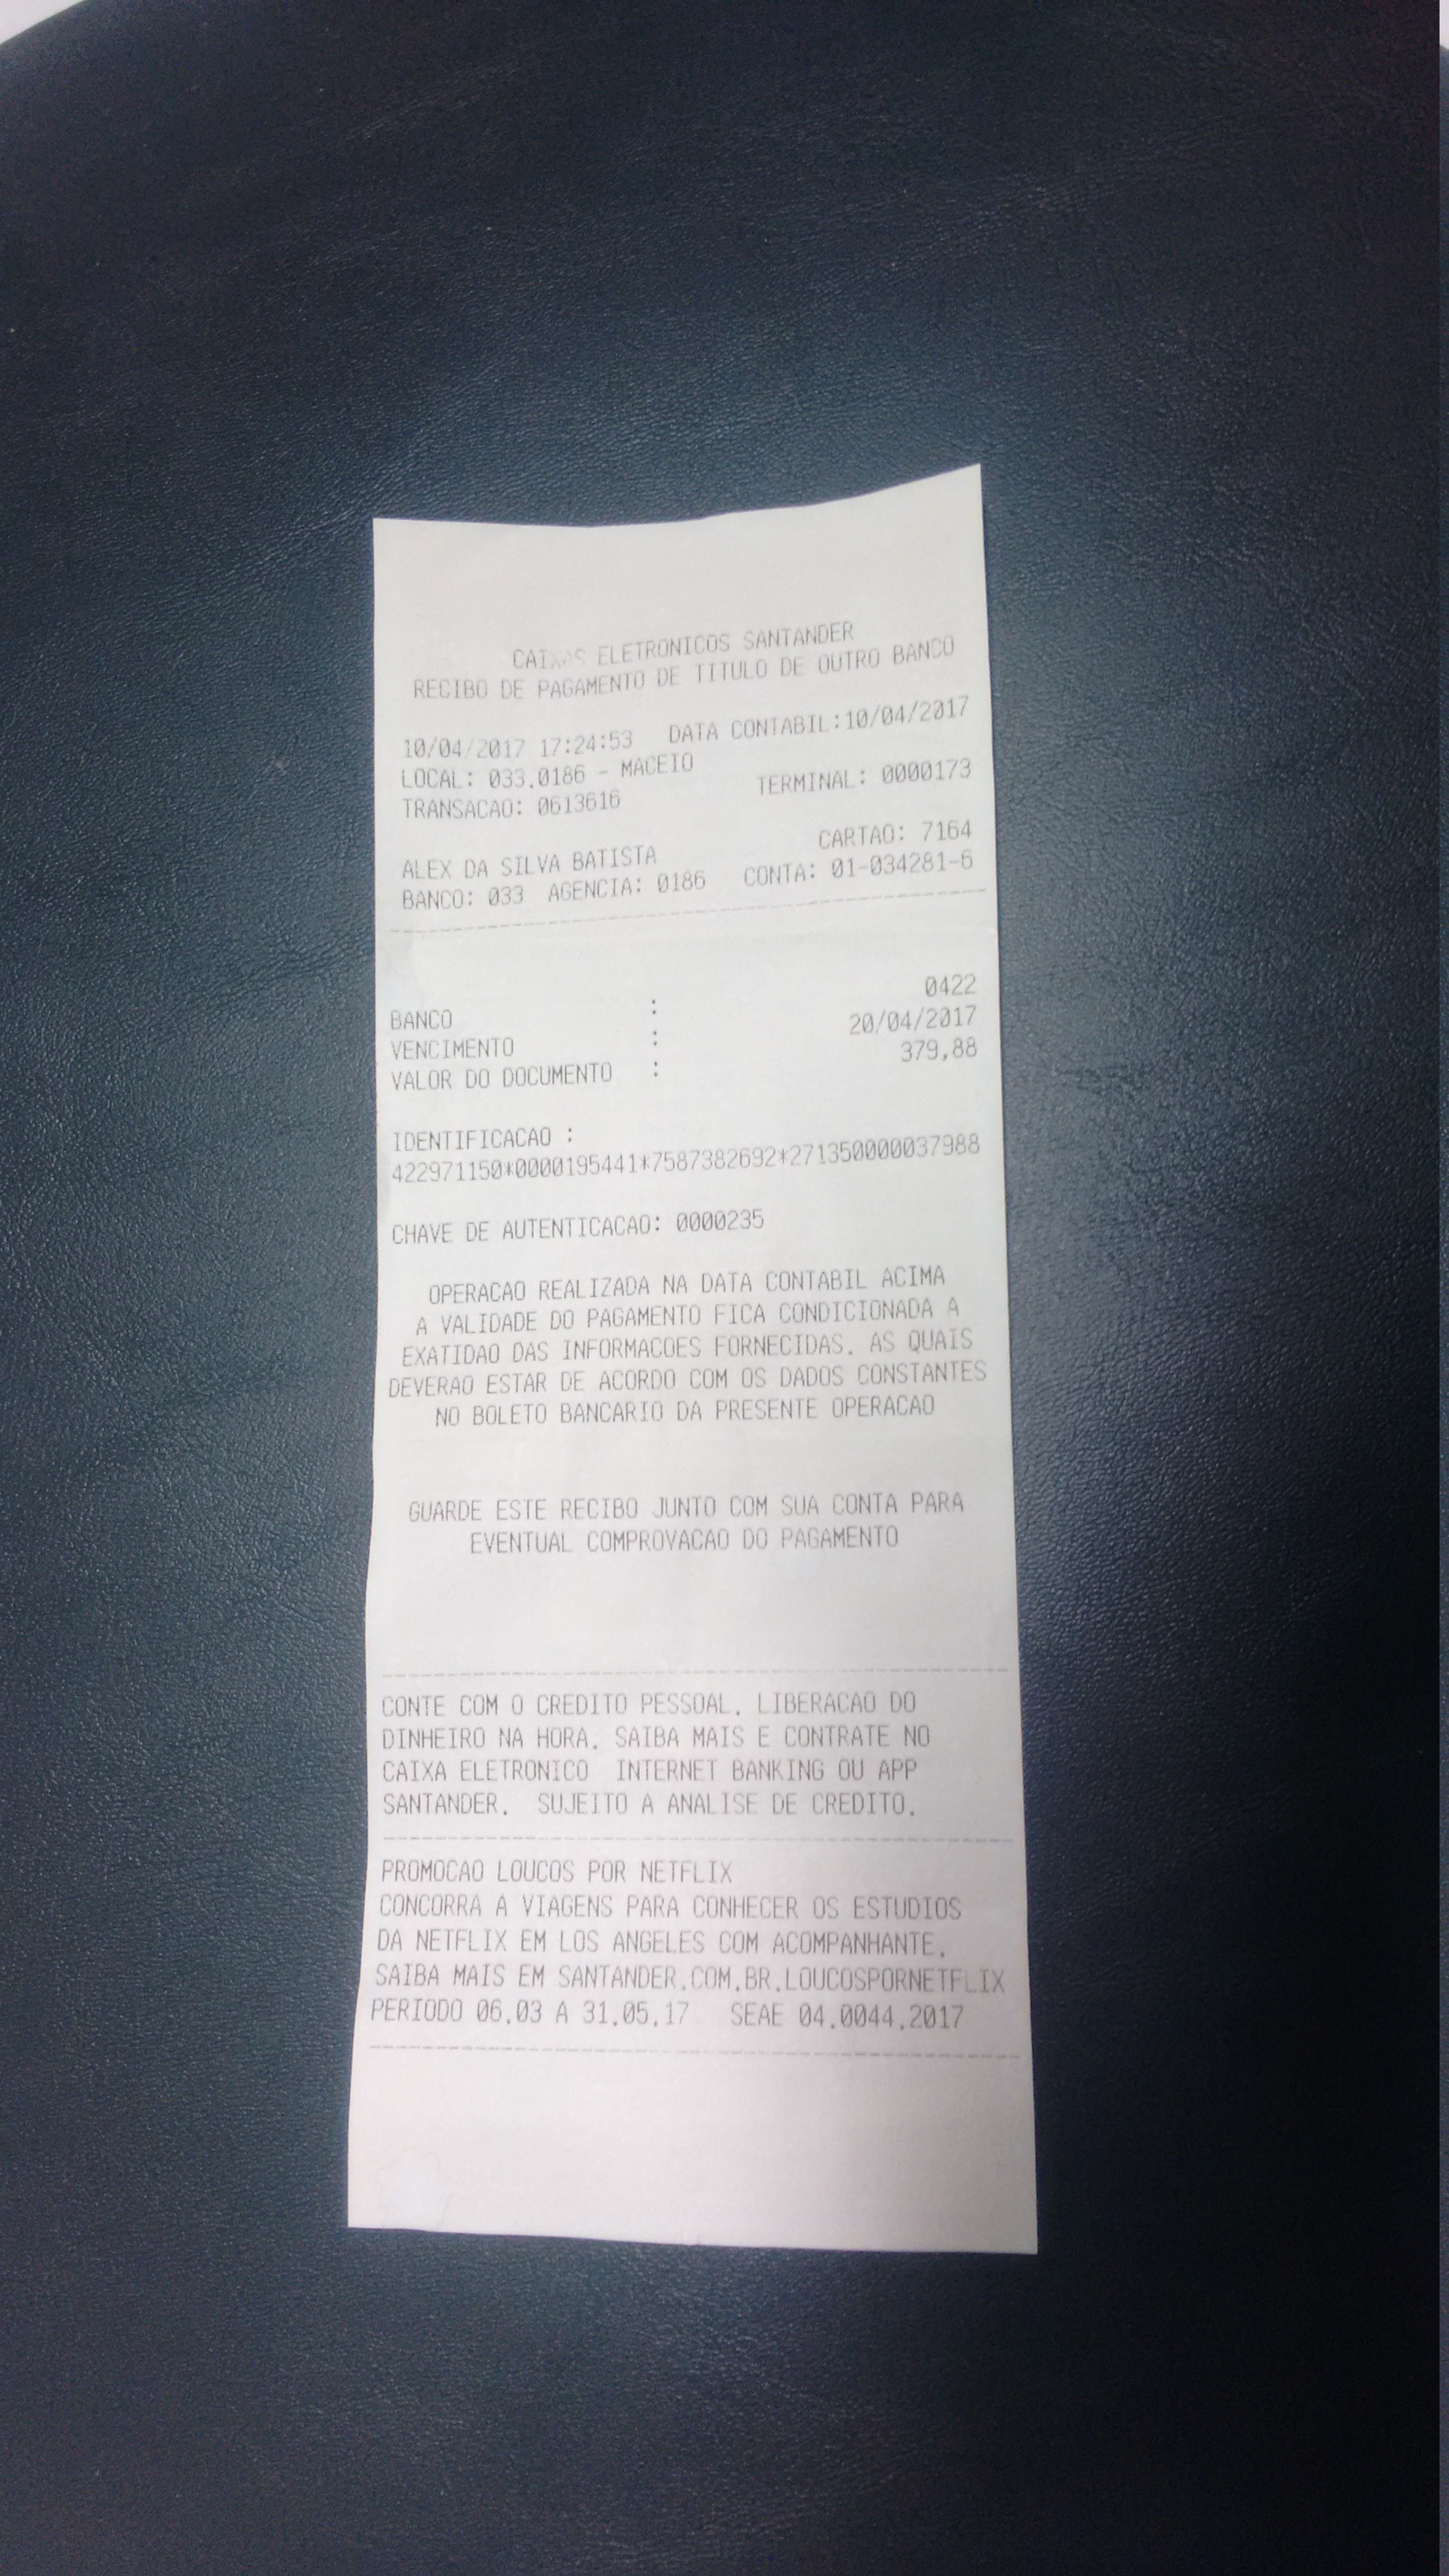 CAIXAS ELETRONICOS SANTANDER
RECIBO DE PAGAMENTO DE TITULO DE OUTRO BANCO
10/04/2017 17:24:53 DATA CONTABIL:10/04/2017
LOCAL: 033.0186 - MACEIO
TRANSACAO: 0613616 TERMINAL: 0000173
ALEX DA SILVA BATISTA CARTAO: 7164
BANCO: 033 AGENCIA: 0186 CONTA: 01-034281-6
BANCO : 0422
VENCIMENTO : 20/04/2017
VALOR DO DOCUMENTO : 379,88
IDENTIFICACAO :
422971150*0000195441*7587382692*271350000037988
CHAVE DE AUTENTICACAO: 0000235
OPERACAO REALIZADA NA DATA CONTABIL ACIMA
A VALIDADE DO PAGAMENTO FICA CONDICIONADA A
EXATIDAO DAS INFORMACOES FORNECIDAS. AS QUAIS
DEVERAO ESTAR DE ACORDO COM OS DADOS CONSTANTES
NO BOLETO BANCARIO DA PRESENTE OPERACAO
GUARDE ESTE RECIBO JUNTO COM SUA CONTA PARA
EVENTUAL COMPROVACAO DO PAGAMENTO
CONTE COM O CREDITO PESSOAL. LIBERACAO DO
DINHEIRO NA HORA. SAIBA MAIS E CONTRATE NO
CAIXA ELETRONICO INTERNET BANKING OU APP
SANTANDER. SUJEITO A ANALISE DE CREDITO.
PROMOCAO LOUCOS POR NETFLIX
CONCORRA A VIAGENS PARA CONHECER OS ESTUDIOS
DA NETFLIX EM LOS ANGELES COM ACOMPANHANTE.
SAIBA MAIS EM SANTANDER.COM.BR.LOUCOSPORNETFLIX
PERIODO 06.03 A 31.05.17 SEAE 04.0044.2017